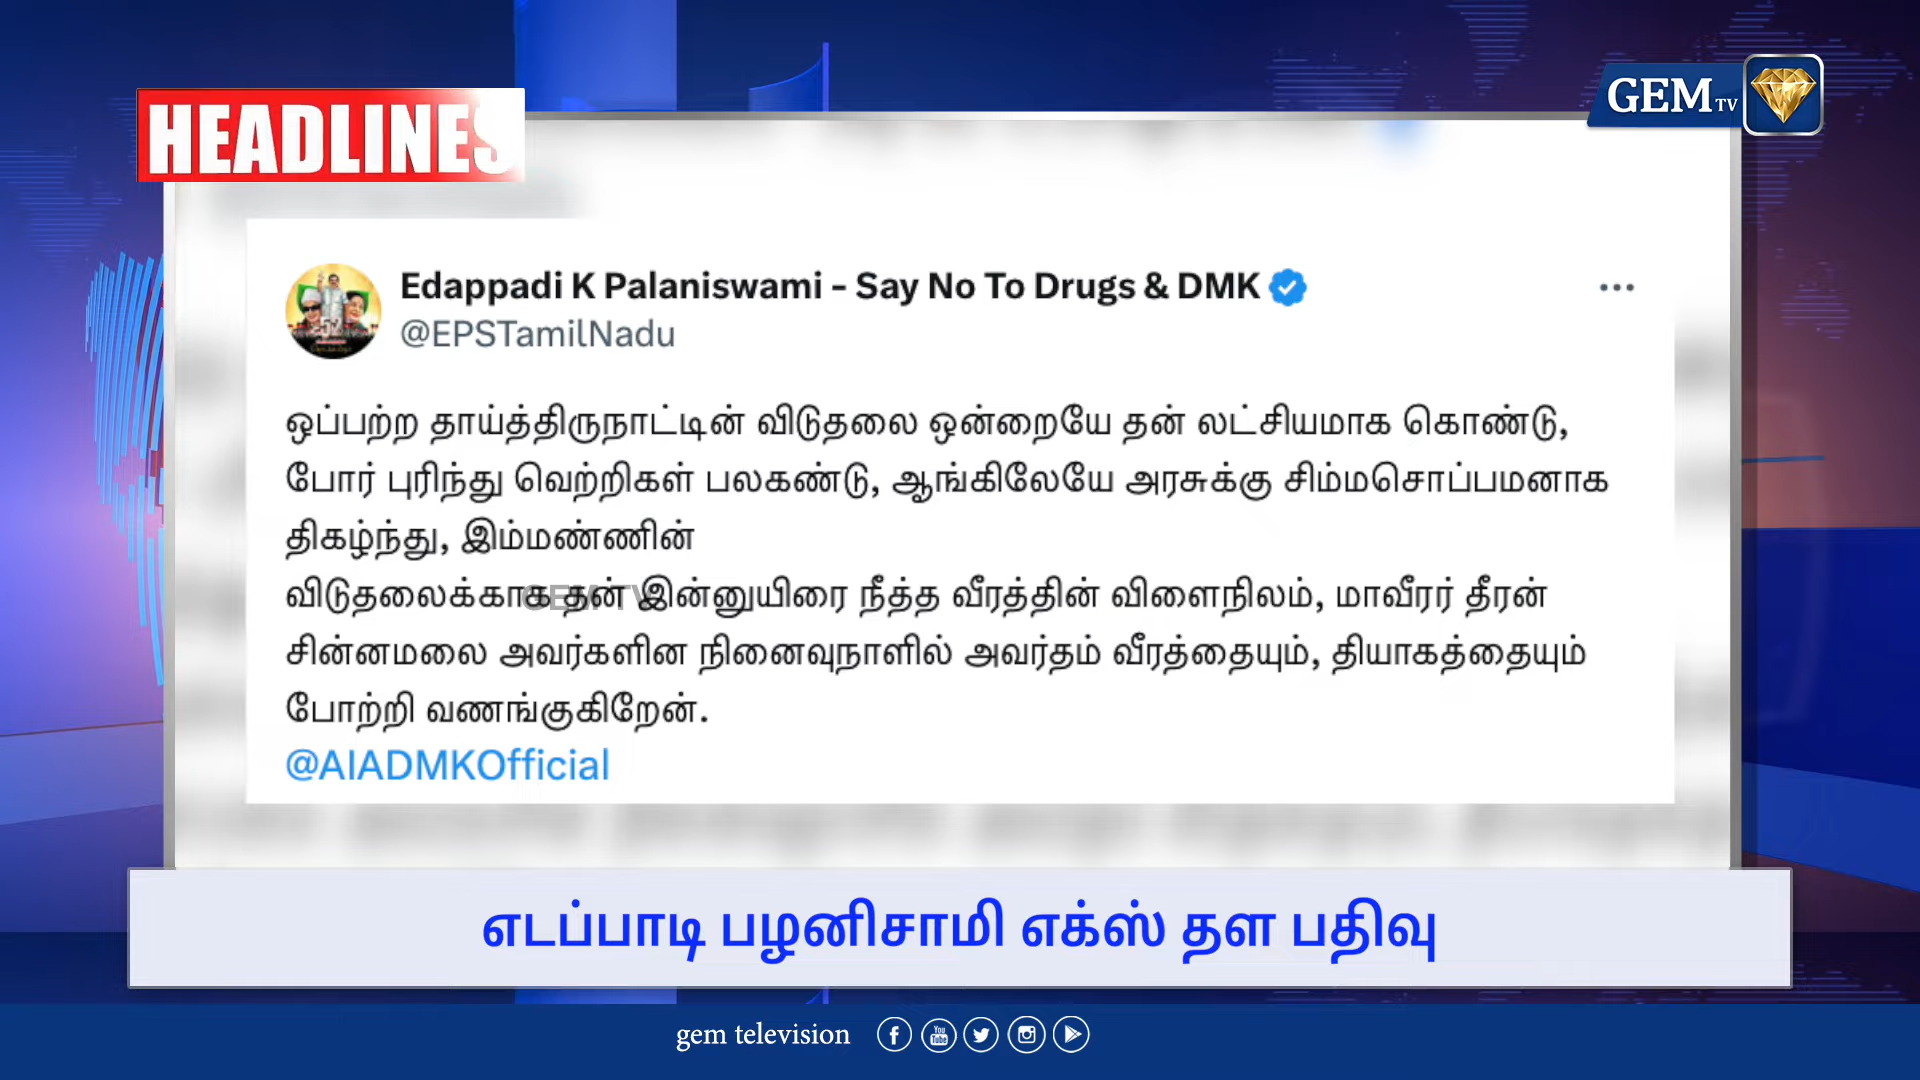 HEADLINES
GEM TV
Edappadi K Palaniswami - Say No To Drugs & DMK
@EPSTamilNadu
ஒப்பற்ற தாய்த்திருநாட்டின் விடுதலை ஒன்றையே தன் லட்சியமாக கொண்டு,
போர் புரிந்து வெற்றிகள் பலகண்டு, ஆங்கிலேயே அரசுக்கு சிம்மசொப்பமனாக
திகழ்ந்து, இம்மண்ணின்
விடுதலைக்காக தன் இன்னுயிரை நீத்த வீரத்தின் விளைநிலம், மாவீரர் தீரன்
GEM TV
சின்னமலை அவர்களின நினைவுநாளில் அவர்தம் வீரத்தையும், தியாகத்தையும்
போற்றி வணங்குகிறேன்.
@AIADMKOfficial
எடப்பாடி பழனிசாமி எக்ஸ் தள பதிவு
gem television